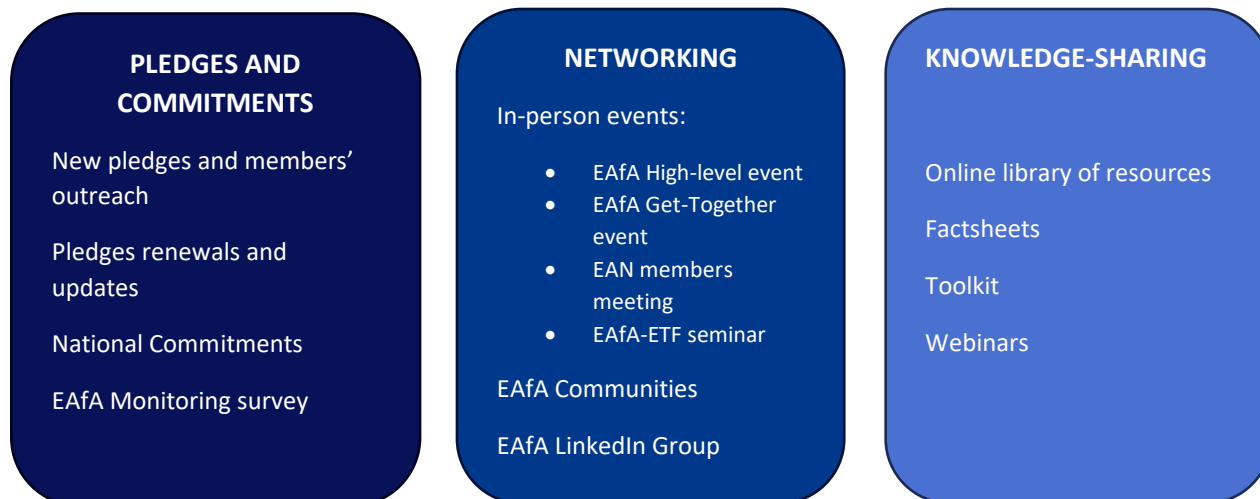 PLEDGES AND
COMMITMENTS
New pledges and members’
outreach
Pledges renewals and
updates
National Commitments
EAfA Monitoring survey
NETWORKING
In-person events:
• EAfA High-level event
• EAfA Get-Together
event
• EAN members
meeting
• EAfA-ETF seminar
EAfA Communities
EAfA LinkedIn Group
KNOWLEDGE-SHARING
Online library of resources
Factsheets
Toolkit
Webinars